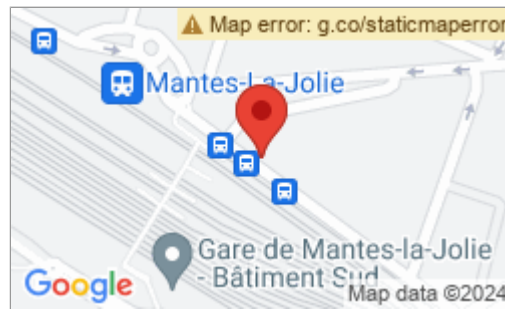 Map error: g.co/staticmaperror
Mantes-La-Jolie
Gare de Mantes-la-Jolie
- Bâtiment Sud
Google
Map data ©2024